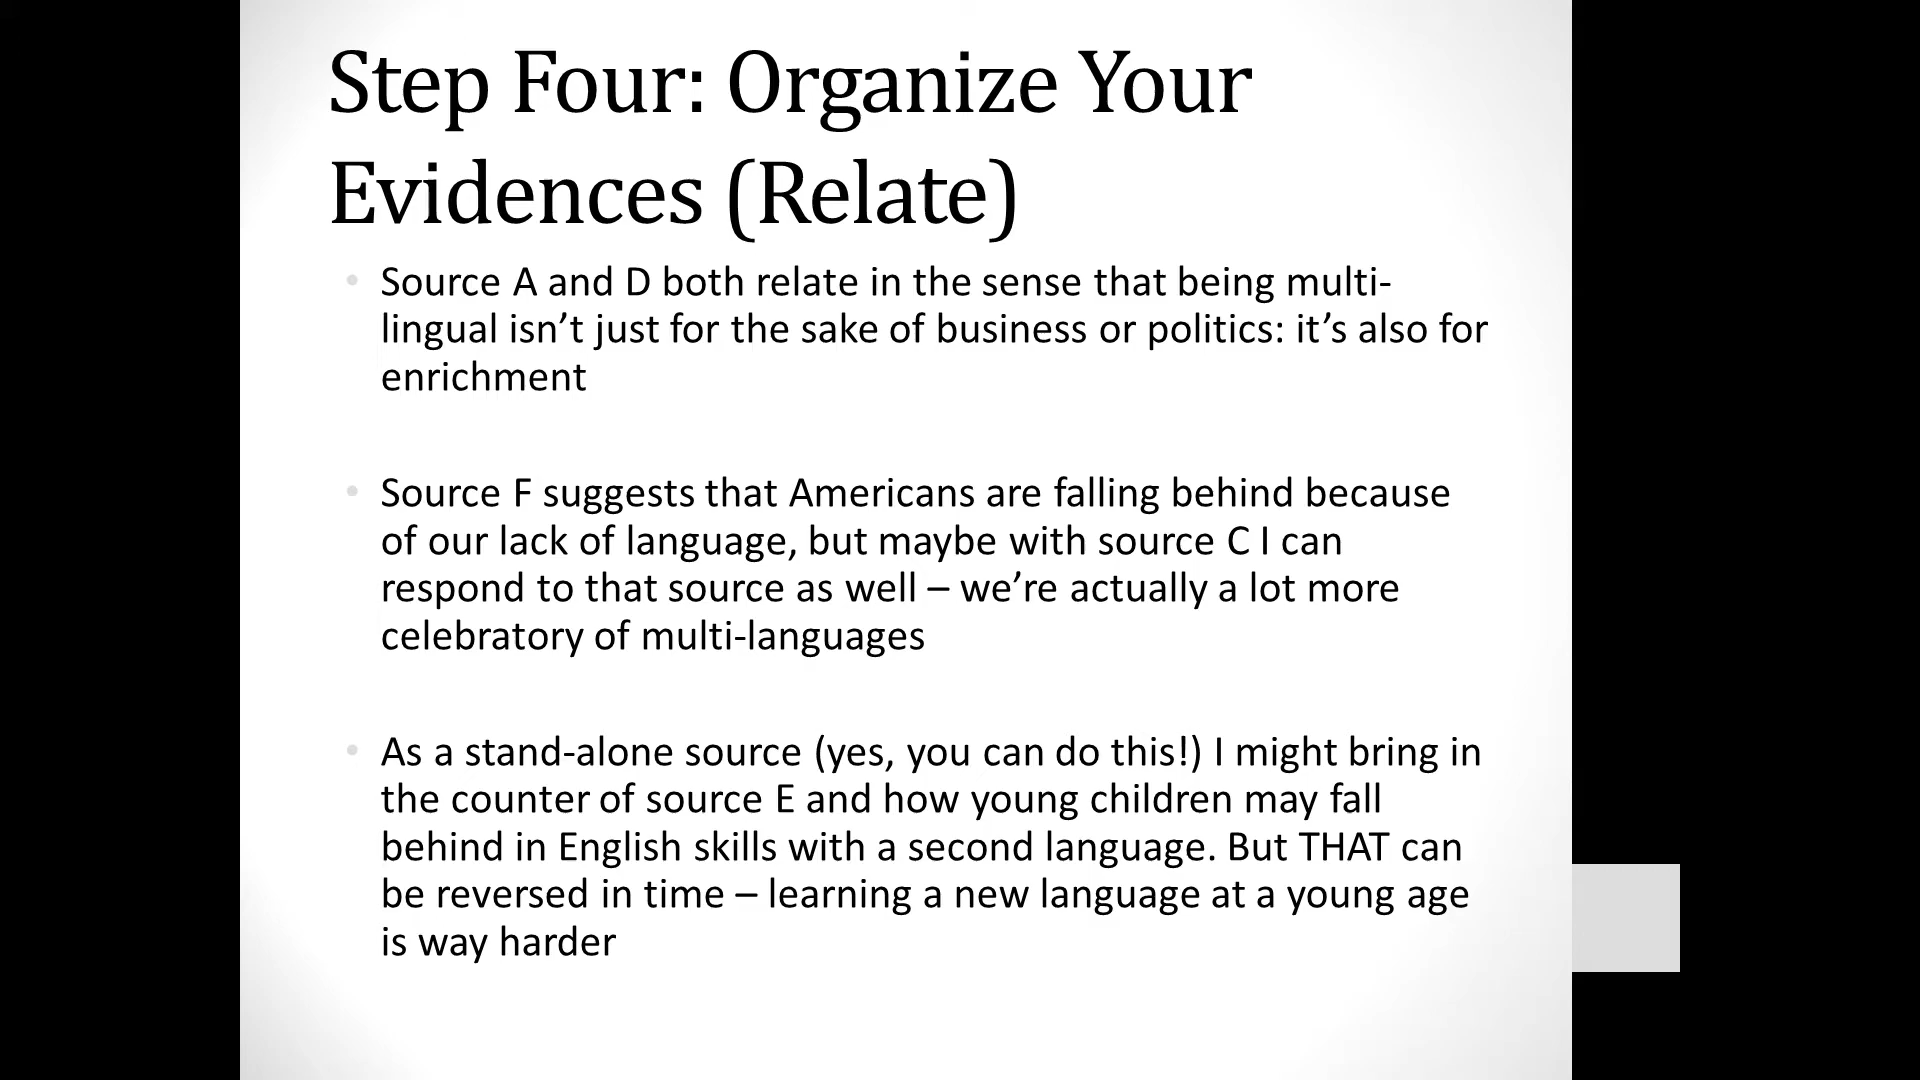 Step Four: Organize Your
Evidences (Relate)
• Source A and D both relate in the sense that being multi-
lingual isn’t just for the sake of business or politics: it’s also for
enrichment
• Source F suggests that Americans are falling behind because
of our lack of language, but maybe with source C I can
respond to that source as well – we’re actually a lot more
celebratory of multi-languages
• As a stand-alone source (yes, you can do this!) I might bring in
the counter of source E and how young children may fall
behind in English skills with a second language. But THAT can
be reversed in time – learning a new language at a young age
is way harder